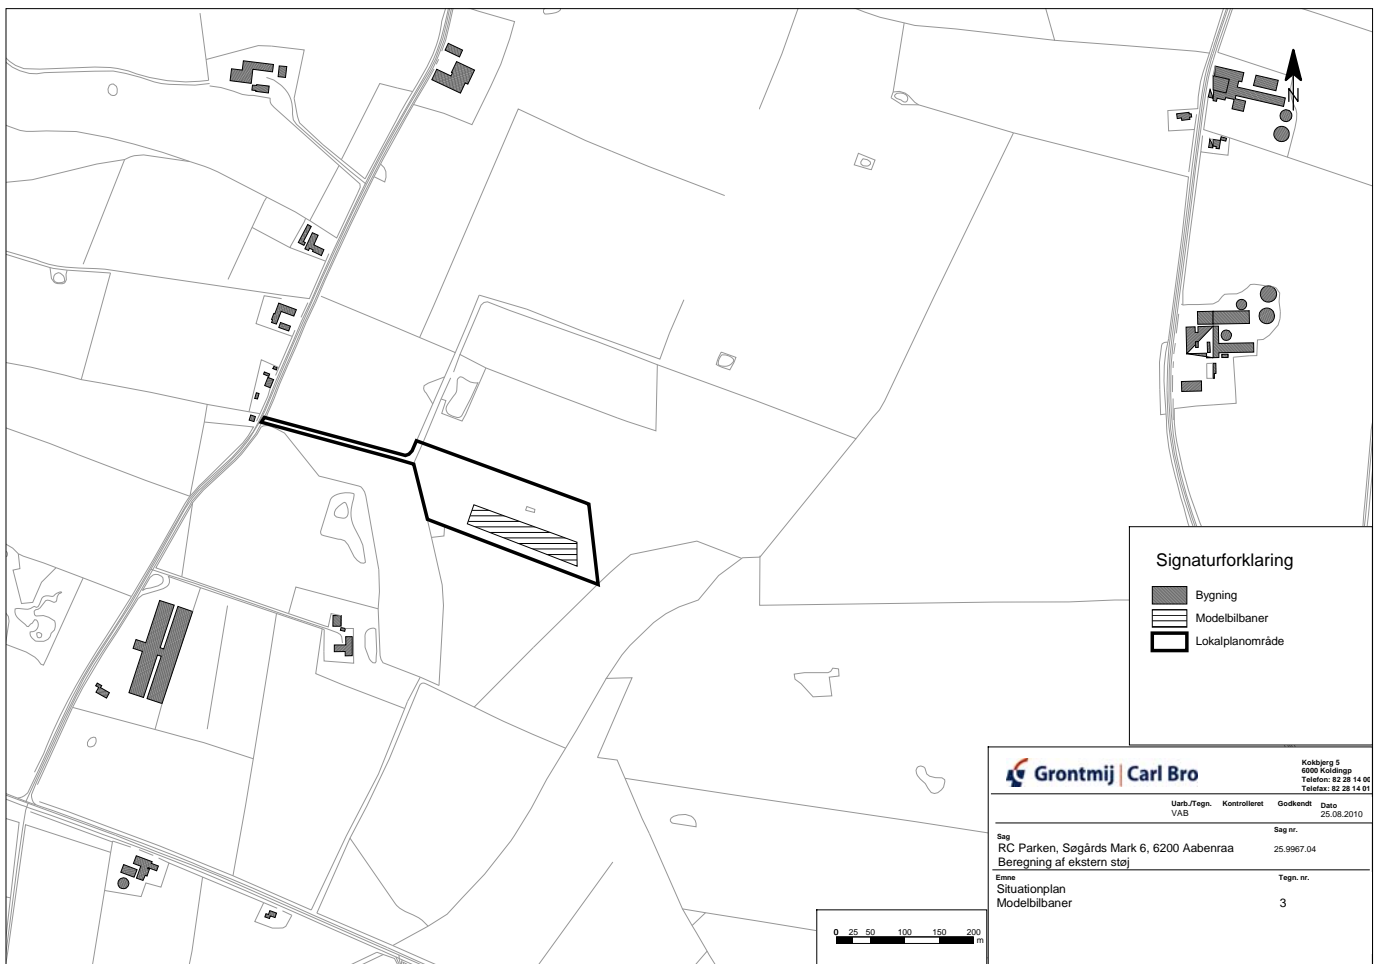 N
Signaturforklaring
Bygning
Modelbilbaner
Lokalplanområde
Grontmij | Carl Bro
Kokbjerg 5
6000 Koldingp
Telefon: 82 28 14 00
Telefax: 82 28 14 01
Uarb./Tegn. Kontrolleret Godkendt Dato
VAB 25.08.2010
Sag Sag nr.
RC Parken, Søgårds Mark 6, 6200 Aabenraa 25.9967.04
Beregning af ekstern støj
Emne Tegn. nr.
Situationplan
Modelbilbaner 3
0 25 50 100 150 200
m